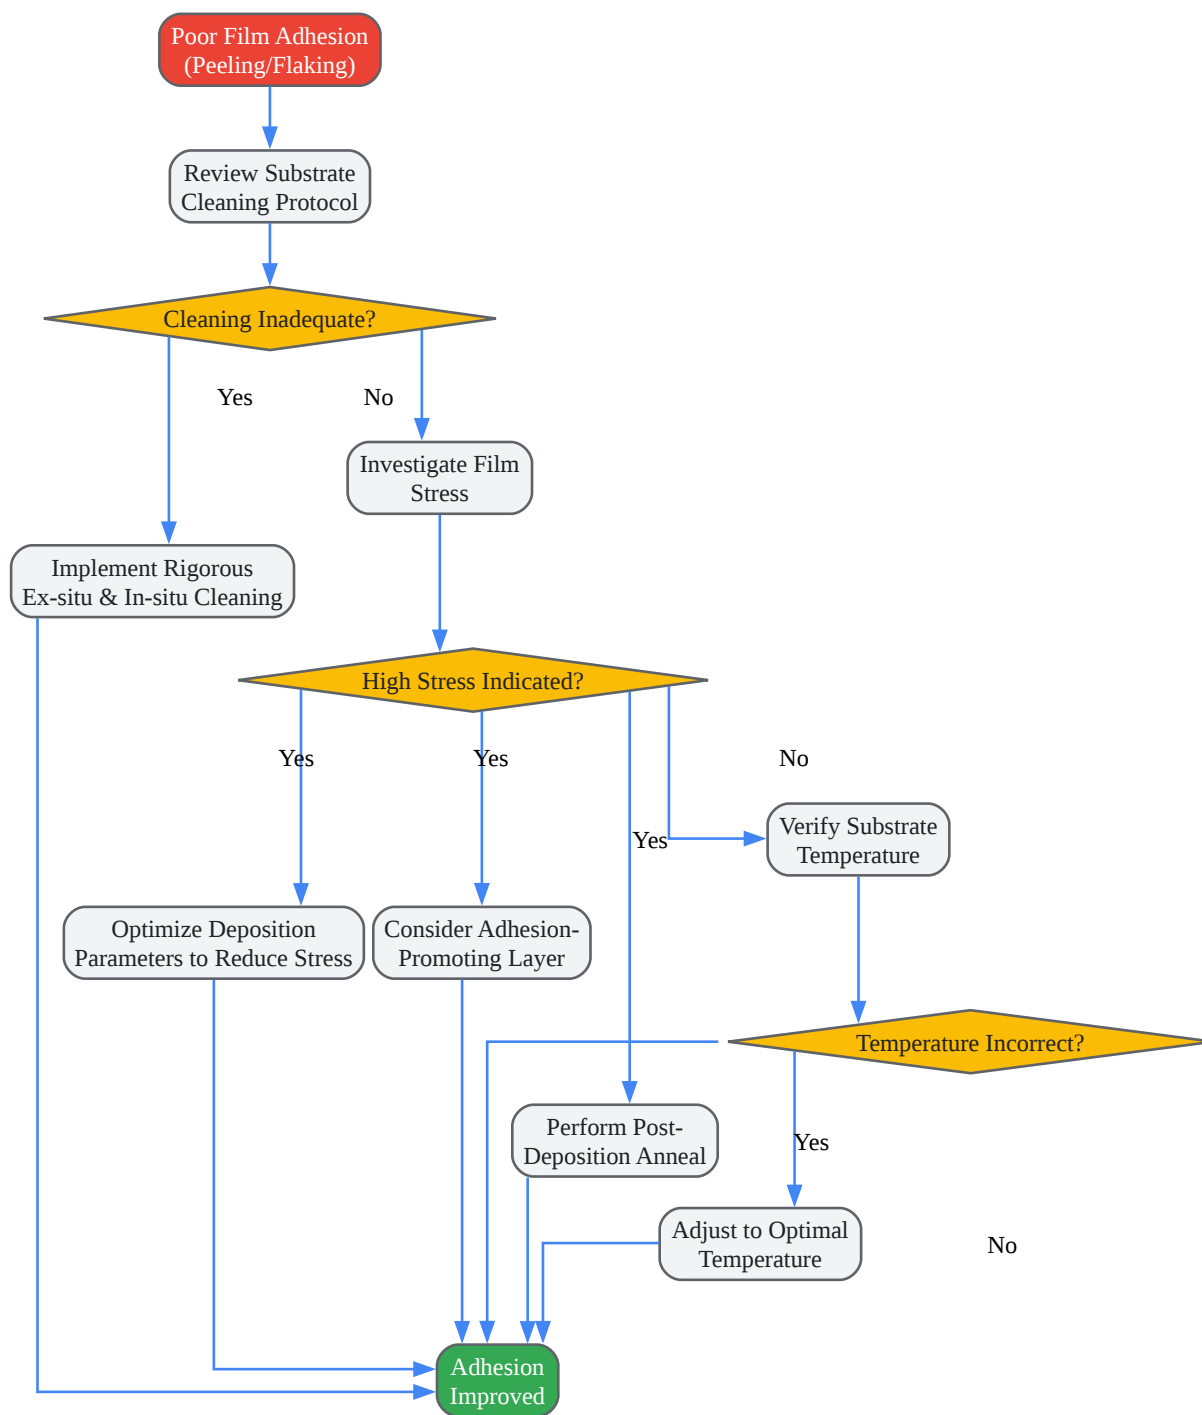 Poor Film Adhesion
(Peeling/Flaking)
Review Substrate
Cleaning Protocol
Cleaning Inadequate?
Yes
No
Investigate Film
Stress
Implement Rigorous
Ex-situ & In-situ Cleaning
High Stress Indicated?
Yes
Yes
No
Yes
Verify Substrate
Temperature
Optimize Deposition
Parameters to Reduce Stress
Consider Adhesion-
Promoting Layer
Temperature Incorrect?
Perform Post-
Deposition Anneal
Yes
Adjust to Optimal
Temperature
No
Adhesion
Improved